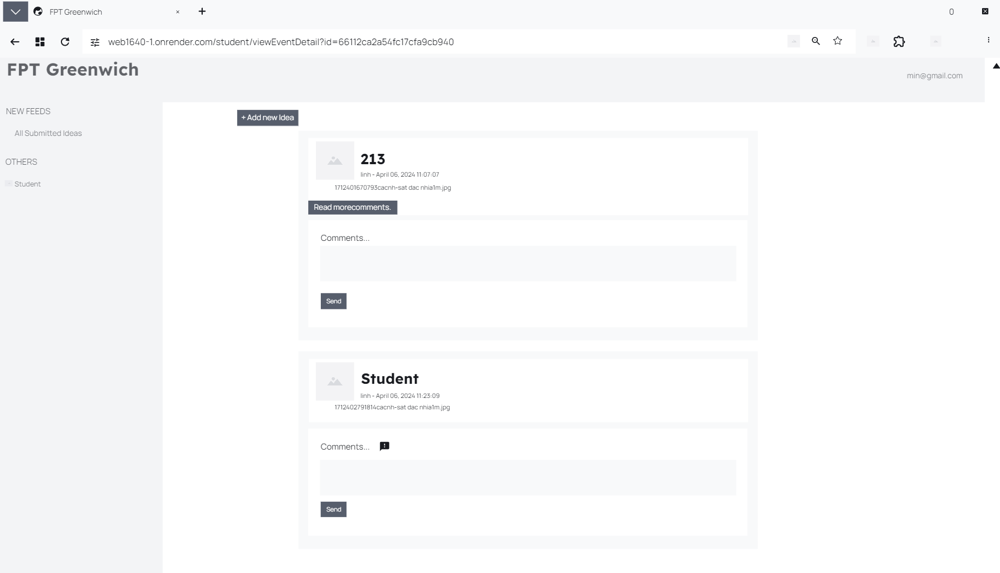 FPT Greenwich
0
web1640-1.onrender.com/student/viewEventDetail?id=66112ca2a54fc17cfa9cb940
FPT Greenwich
min@gmail.com
NEW FEEDS
All Submitted Ideas
OTHERS
Student
+ Add new Idea
213
linh - April 06, 2024 11:07:07
1712401670793cacnh-sat dac nhia1m.jpg
Read morecomments.
Comments...
Send
Student
linh - April 06, 2024 11:23:09
1712402791814cacnh-sat dac nhia1m.jpg
Comments...
Send